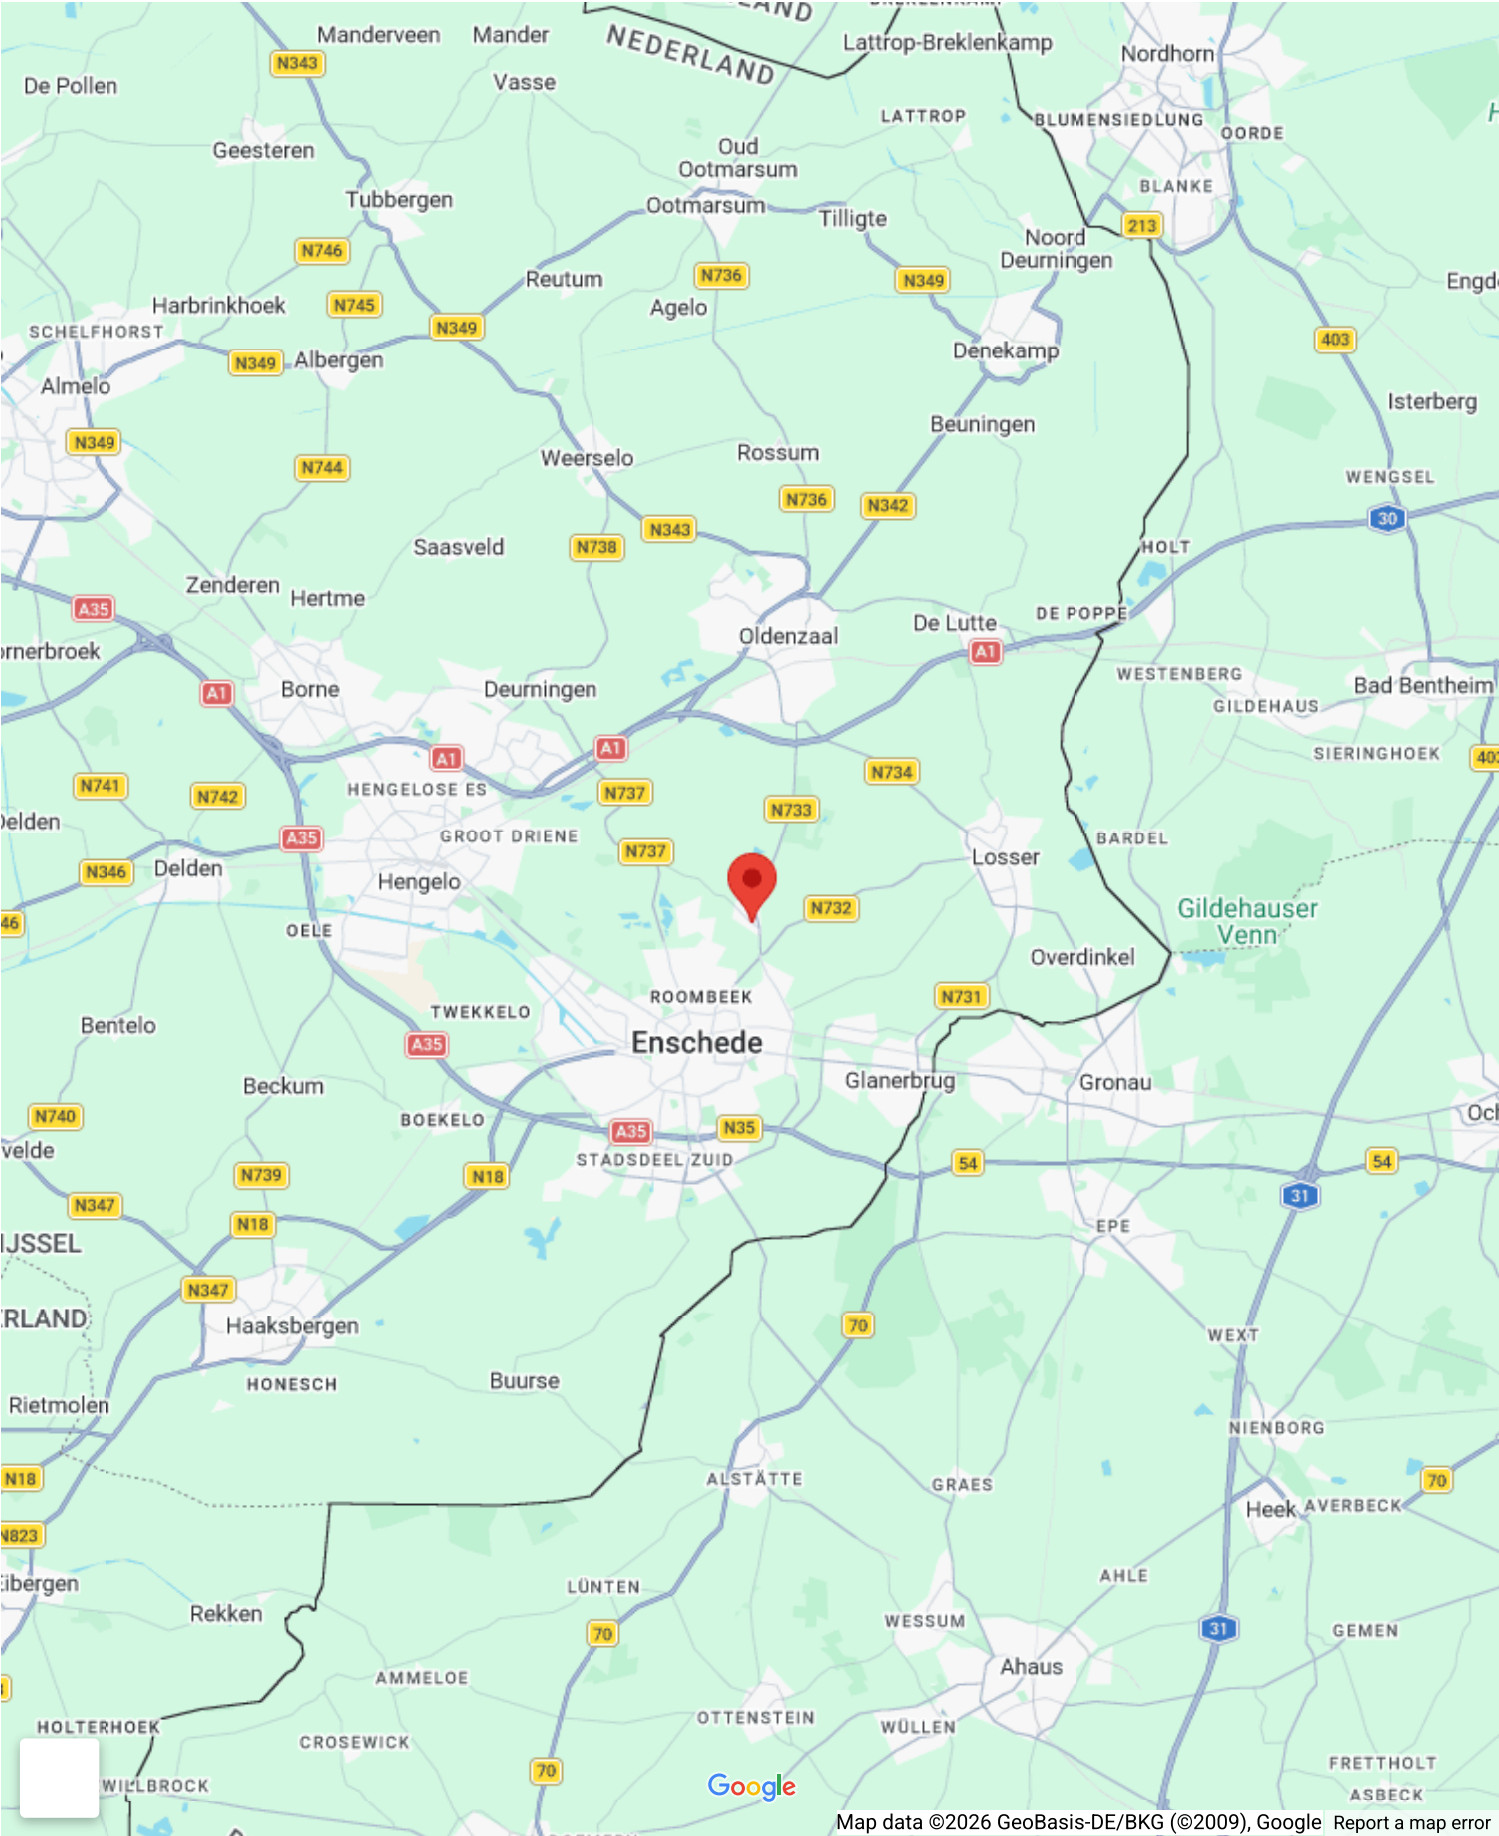 Manderveen
Mander
NEDERLAND
Lattrop-Breklenkamp
Nordhorn
N343
De Pollen
Vasse
LATTROP
BLUMENSIEDLUNG
OORDE
Geesteren
Oud
Ootmarsum
Tubbergen
BLANKE
Ootmarsum
Tilligte
213
Noord
Deurningen
N746
Reutum
N736
N349
Harbrinkhoek
N745
Agelo
SCHELFHORST
N349
403
N349
Albergen
Denekamp
Almelo
Isterberg
Beuningen
N349
Weerselo
Rossum
N744
WENGSEL
N736
N342
30
N343
Saasveld
N738
HOLT
Zenderen
Hertme
A35
De Lutte
DE POPPE
Oldenzaal
A1
Borne
A1
Deurningen
WESTENBERG
Bad Bentheim
GILDEHAUS
A1
A1
SIERINGHOEK
N741
N742
HENGELOSE ES
N737
N734
N733
A35
GROOT DRIENE
BARDEL
N346
Delden
Hengelo
N737
Losser
Gildehauser
Venn
N732
OELE
Overdinkel
ROOMBEEK
N731
TWEKKELO
Bentelo
Enschede
A35
Beckum
Glanerbrug
Gronau
N740
BOEKELO
A35
N35
STADSDEEL ZUID
54
54
N739
N18
31
N347
N18
EPE
N347
Haaksbergen
70
WEXT
Buurse
HONESCH
Rietmolen
NIENBORG
N18
ALSTÄTTE
GRAES
70
Heek
AVERBECK
N823
LÜNTEN
AHLE
Rekken
70
WESSUM
31
GEMEN
Ahaus
AMMELOE
HOLTERHOEK
OTTENSTEIN
WÜLLEN
CROSEWICK
70
FRETTHOLT
WILLBROCK
Google
ASBECK
Map data ©2026 GeoBasis-DE/BKG (©2009), Google
Report a map error